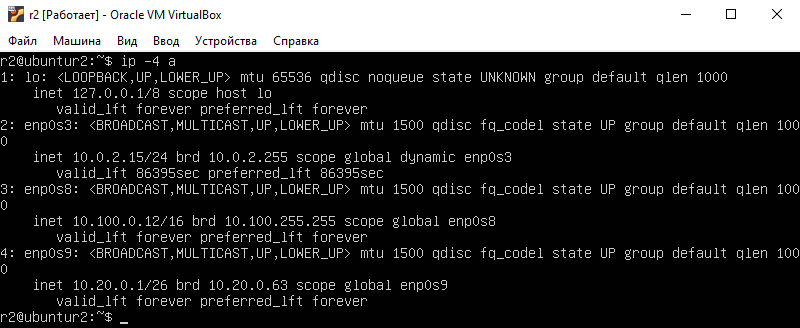 r2 [Работает] - Oracle VM VirtualBox
Файл Машина Вид Ввод Устройства Справка
r2@ubuntur2:~$ ip -4 a
1: lo: <LOOPBACK,UP,LOWER_UP> mtu 65536 qdisc noqueue state UNKNOWN group default qlen 1000
    inet 127.0.0.1/8 scope host lo
       valid_lft forever preferred_lft forever
2: enp0s3: <BROADCAST,MULTICAST,UP,LOWER_UP> mtu 1500 qdisc fq_codel state UP group default qlen 100
0
    inet 10.0.2.15/24 brd 10.0.2.255 scope global dynamic enp0s3
       valid_lft 86395sec preferred_lft 86395sec
3: enp0s8: <BROADCAST,MULTICAST,UP,LOWER_UP> mtu 1500 qdisc fq_codel state UP group default qlen 100
0
    inet 10.100.0.12/16 brd 10.100.255.255 scope global enp0s8
       valid_lft forever preferred_lft forever
4: enp0s9: <BROADCAST,MULTICAST,UP,LOWER_UP> mtu 1500 qdisc fq_codel state UP group default qlen 100
0
    inet 10.20.0.1/26 brd 10.20.0.63 scope global enp0s9
       valid_lft forever preferred_lft forever
r2@ubuntur2:~$ _